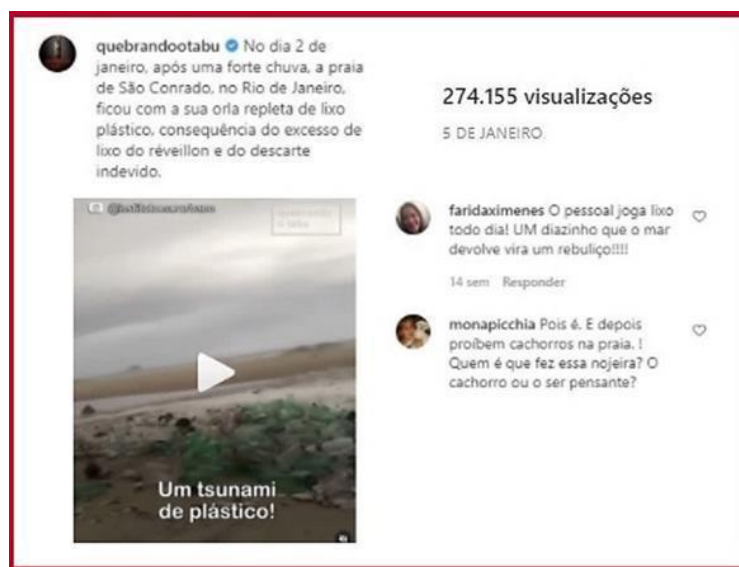 quebrandootabu No dia 2 de
janeiro, após uma forte chuva, a praia
de São Conrado, no Rio de Janeiro,
ficou com a sua orla repleta de lixo
plástico, consequência do excesso de
lixo do réveillon e do descarte
indevido.
Um tsunami
de plástico!
274.155 visualizações
5 DE JANEIRO
faridaximenes O pessoal joga lixo
todo dia! UM diazinho que o mar
devolve vira um rebuliço!!!!
14 sem Responder
monapicchia Pois é. E depois
proíbem cachorros na praia. !
Quem é que fez essa nojeira? O
cachorro ou o ser pensante?